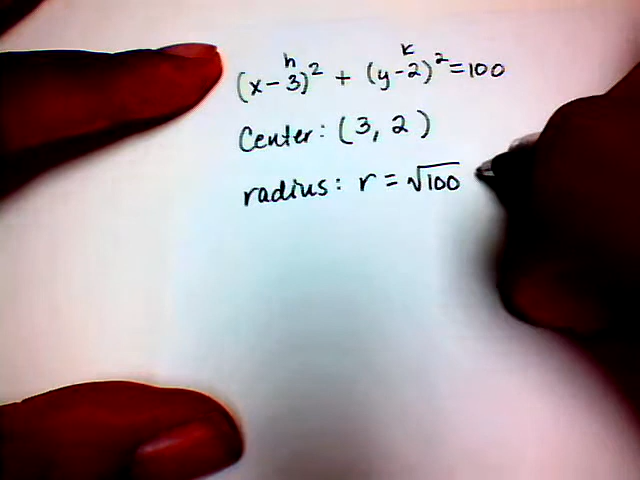 h k
(x-3)² + (y-2)² = 100
Center: (3, 2)
radius: r = √100